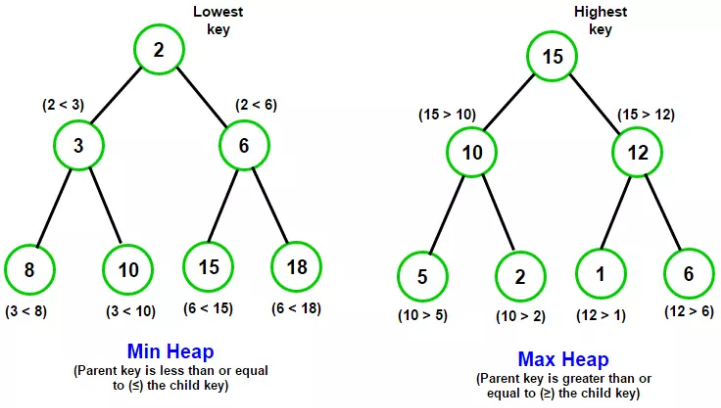 Lowest
key
2
(2 < 3)
(2 < 6)
3
6
8
10
15
18
(3 < 8)
(3 < 10)
(6 < 15)
(6 < 18)
Min Heap
(Parent key is less than or equal
to (≤) the child key)
Highest
key
15
(15 > 10)
(15 > 12)
10
12
5
2
1
6
(10 > 5)
(10 > 2)
(12 > 1)
(12 > 6)
Max Heap
(Parent key is greater than or
equal to (≥) the child key)